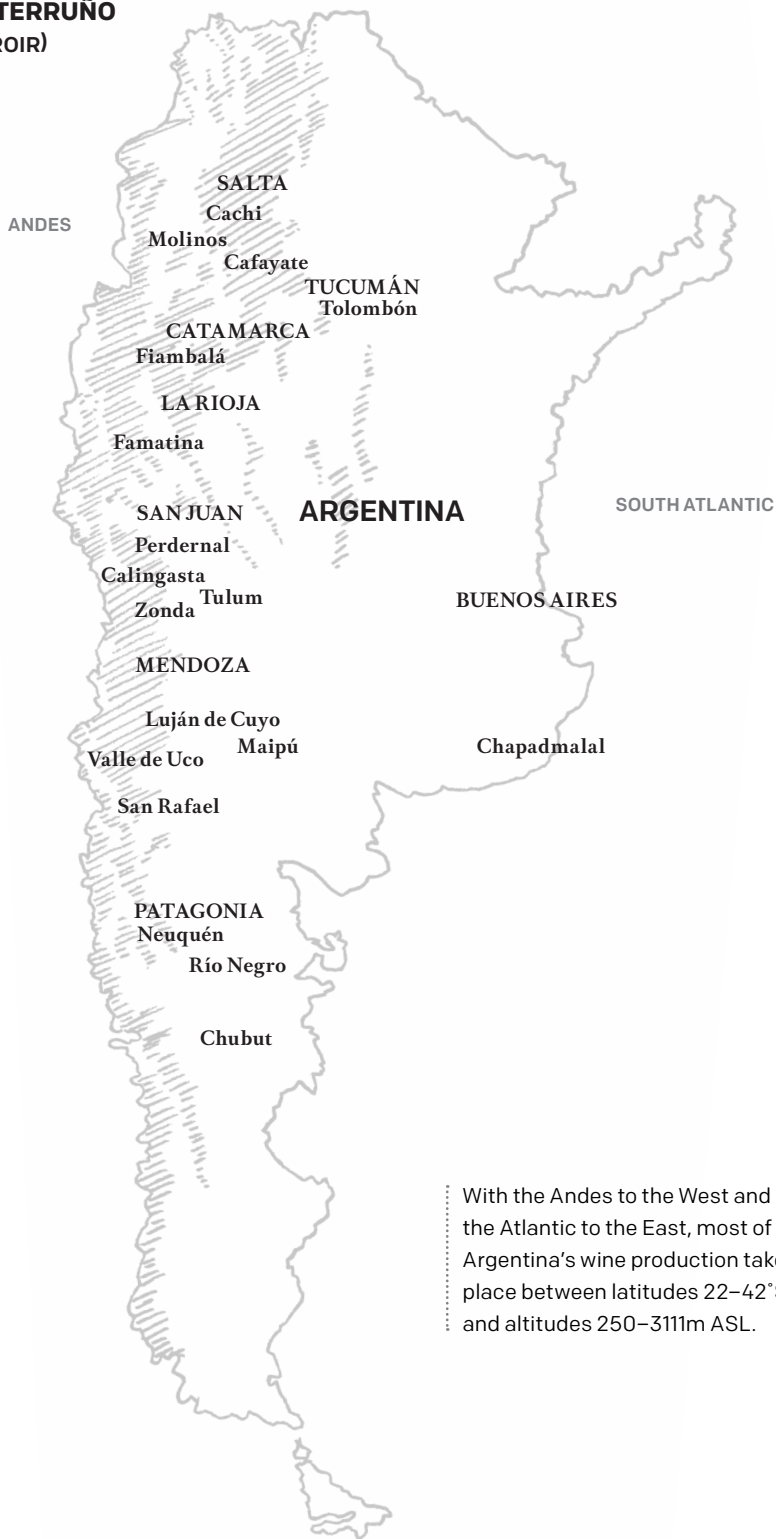 TERRUÑO
ROIR)
SALTA
Cachi
ANDES
Molinos
Cafayate
TUCUMÁN
Tolombón
CATAMARCA
Fiambalá
LA RIOJA
Famatina
SAN JUAN
ARGENTINA
SOUTH ATLANTIC
Perdernal
Calingasta
Tulum
Zonda
BUENOS AIRES
MENDOZA
Luján de Cuyo
Maipú
Chapadmalal
Valle de Uco
San Rafael
PATAGONIA
Neuquén
Río Negro
Chubut
With the Andes to the West and
the Atlantic to the East, most of
Argentina's wine production take
place between latitudes 22–42°S
and altitudes 250–3111m ASL.